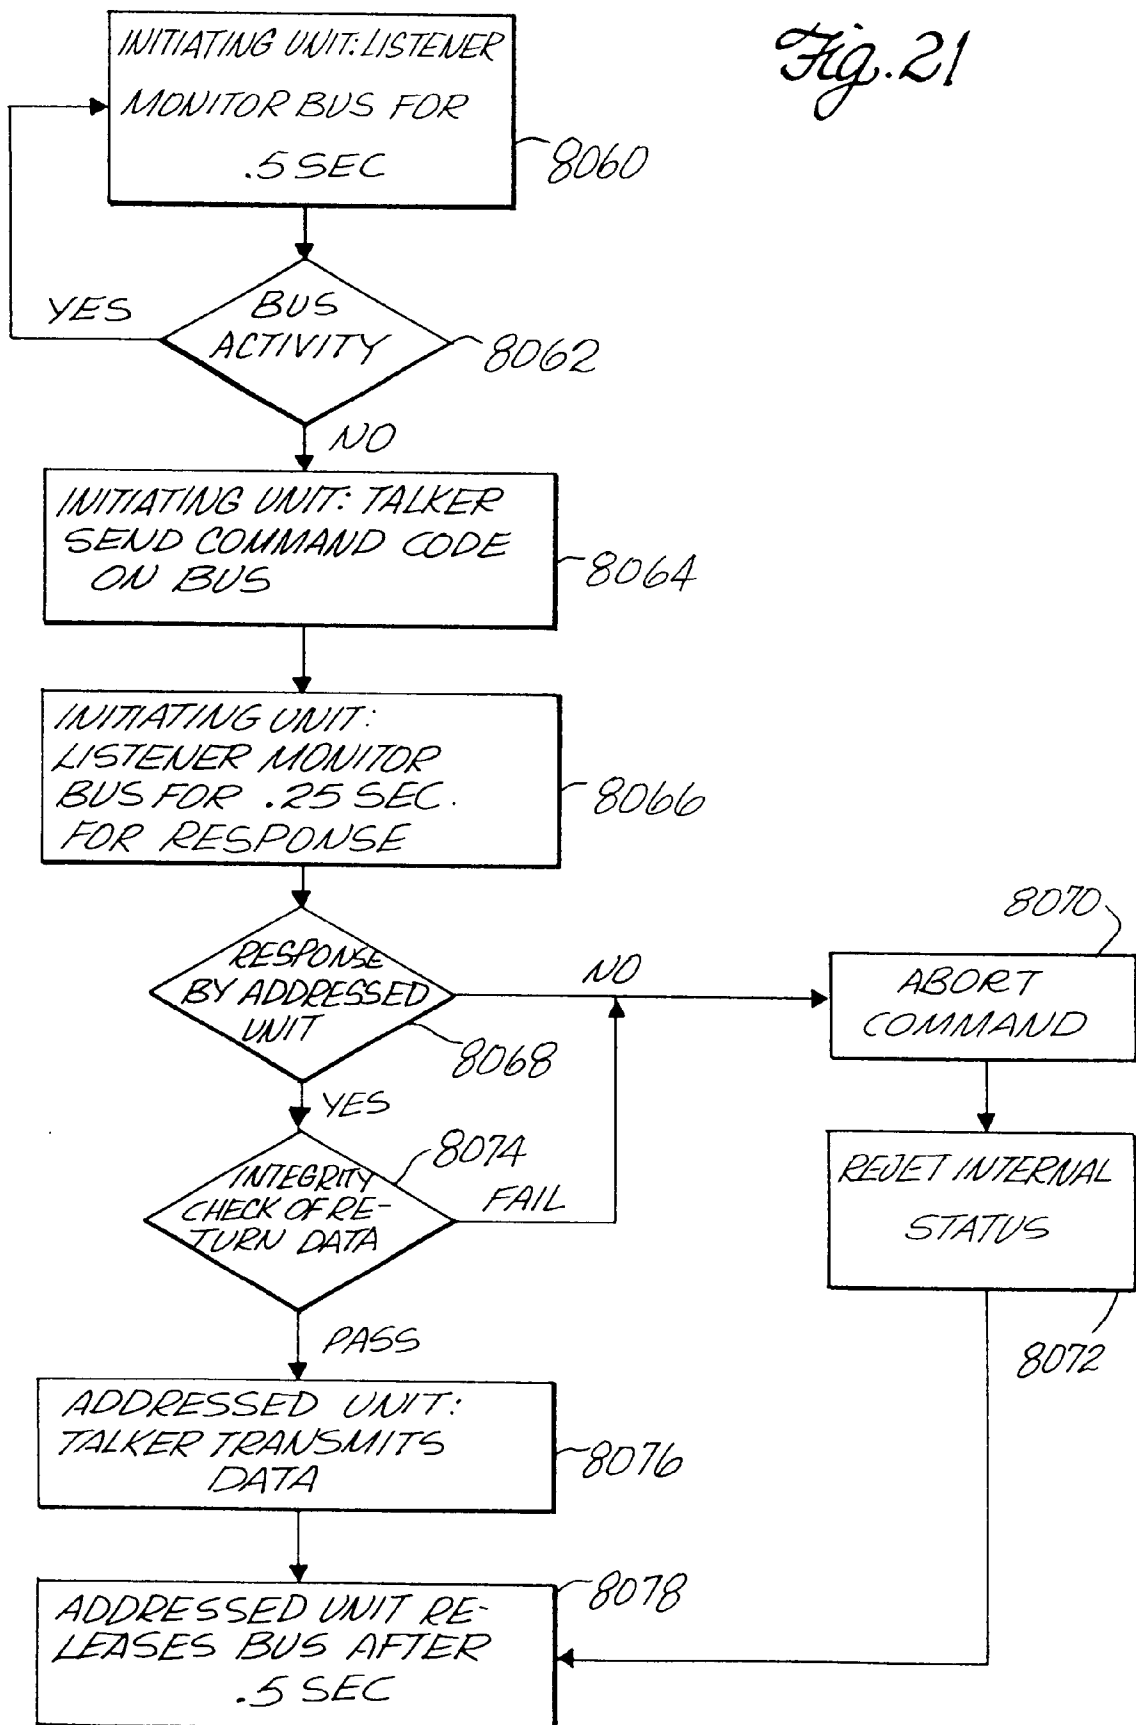 Fig. 21
INITIATING UNIT: LISTENER
MONITOR BUS FOR
.5 SEC
8060
BUS
ACTIVITY
YES
8062
NO
INITIATING UNIT: TALKER
SEND COMMAND CODE
ON BUS
8064
INITIATING UNIT:
LISTENER MONITOR
BUS FOR .25 SEC.
FOR RESPONSE
8066
RESPONSE
BY ADDRESSED
UNIT
NO
8068
8070
ABORT
COMMAND
YES
8074
INTEGRITY
CHECK OF RE-
TURN DATA
FAIL
REJET INTERNAL
STATUS
8072
PASS
ADDRESSED UNIT:
TALKER TRANSMITS
DATA
8076
8078
ADDRESSED UNIT RE-
LEASES BUS AFTER
.5 SEC